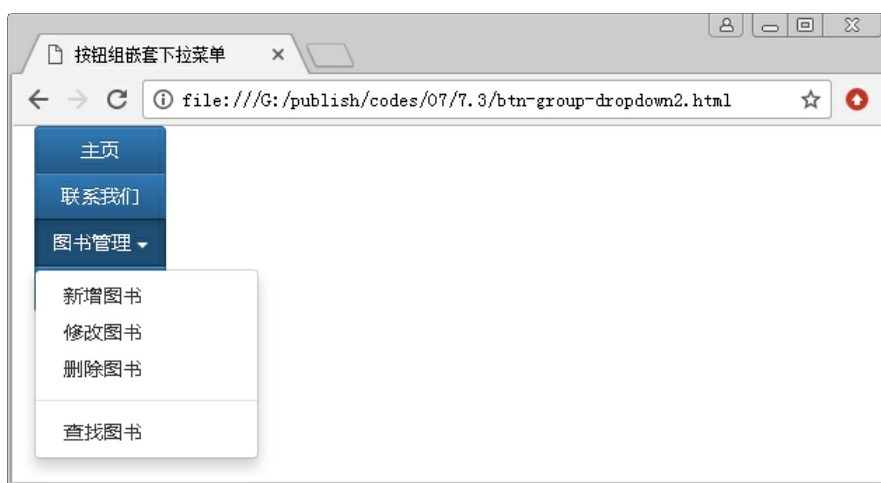 按钮组嵌套下拉菜单
file:///G:/publish/codes/07/7.3/btn-group-dropdown2.html
主页
联系我们
图书管理
新增图书
修改图书
删除图书
查找图书